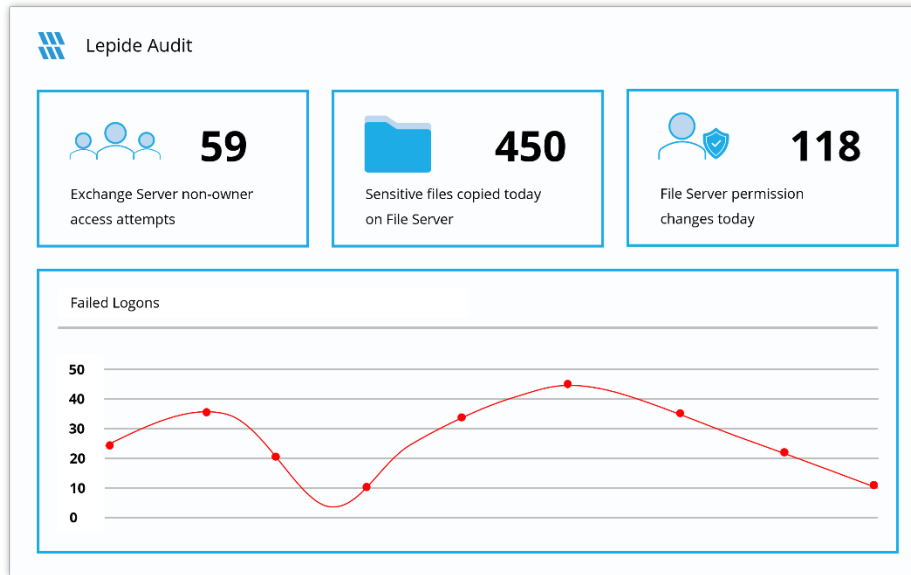 Lepide Audit
59
Exchange Server non-owner
access attempts
450
Sensitive files copied today
on File Server
118
File Server permission
changes today
Failed Logons
50
40
30
20
10
0